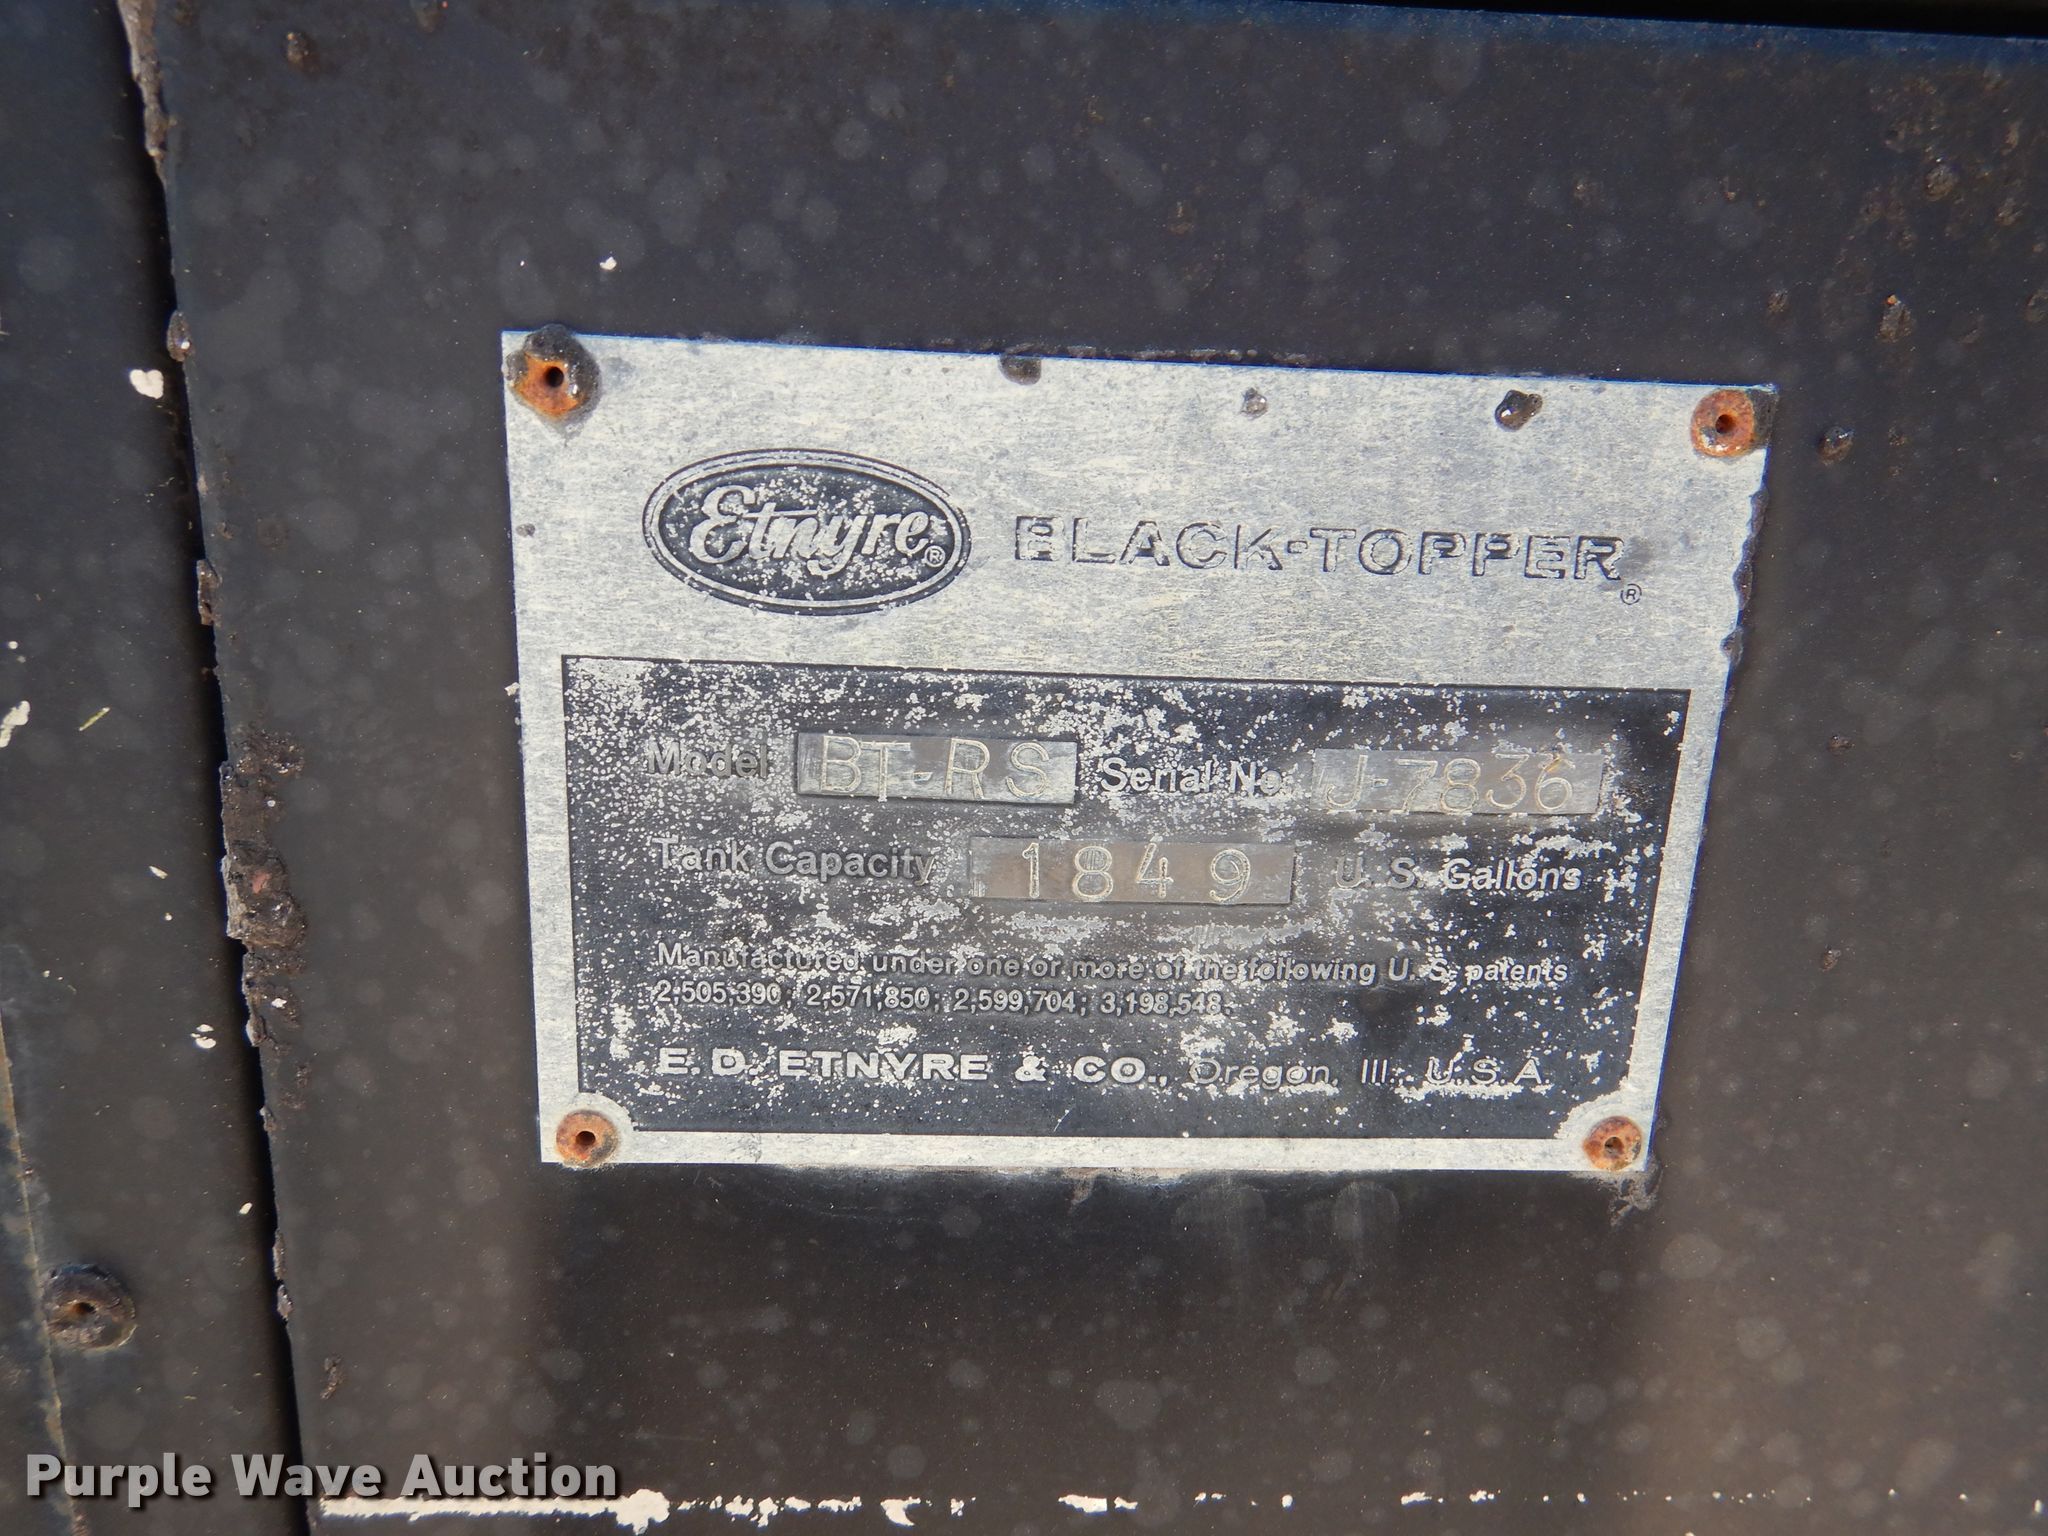 Etnyre® BLACK-TOPPER®
Model BT-RS Serial No. J-7836
Tank Capacity 1849 U. S. Gallons
Manufactured under one or more of the following U. S. patents
2,505,390; 2,571,850; 2,599,704; 3,198,548.
E. D. ETNYRE & CO., Oregon, Ill., U.S.A.
Purple Wave Auction